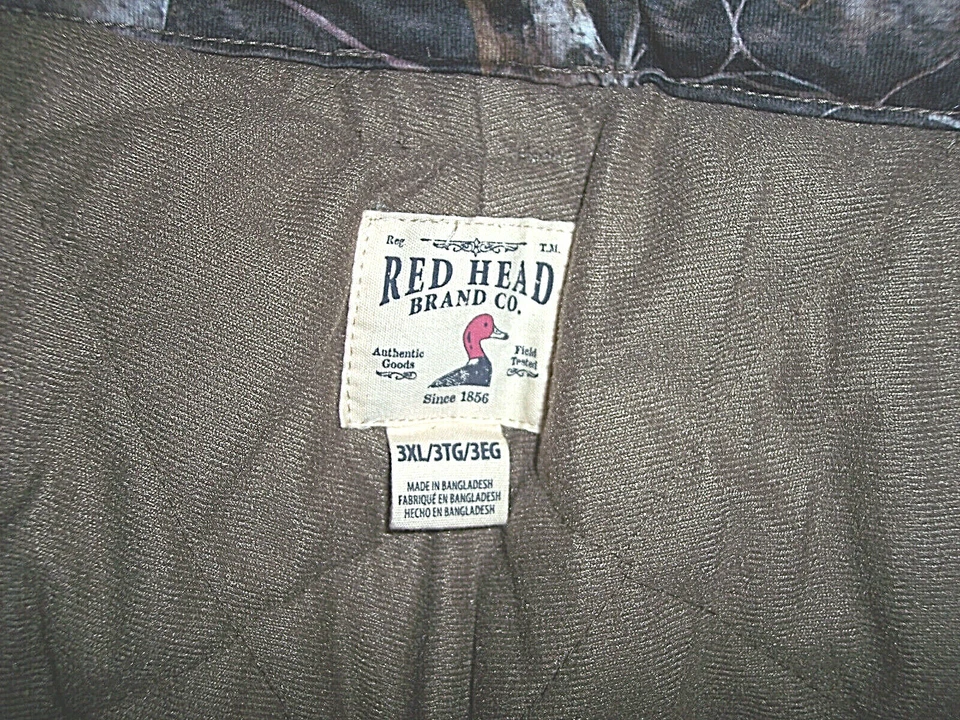 Reg. T.M.
RED HEAD
BRAND CO.
Authentic Field
Goods Tested
Since 1856
3XL/3TG/3EG
MADE IN BANGLADESH
FABRIQUÉ EN BANGLADESH
HECHO EN BANGLADESH